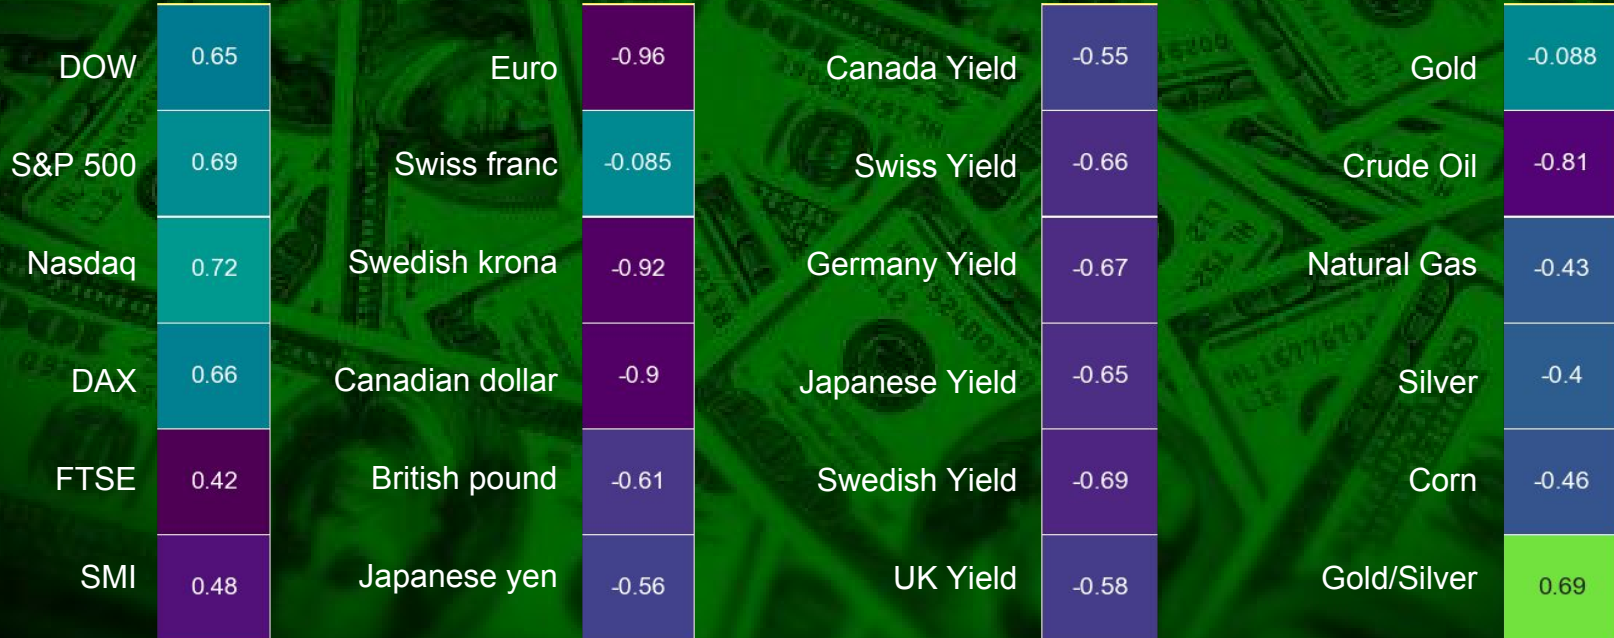 DOW 0.65 Euro -0.96 Canada Yield -0.55 Gold -0.088
S&P 500 0.69 Swiss franc -0.085 Swiss Yield -0.66 Crude Oil -0.81
Nasdaq 0.72 Swedish krona -0.92 Germany Yield -0.67 Natural Gas -0.43
DAX 0.66 Canadian dollar -0.9 Japanese Yield -0.65 Silver -0.4
FTSE 0.42 British pound -0.61 Swedish Yield -0.69 Corn -0.46
SMI 0.48 Japanese yen -0.56 UK Yield -0.58 Gold/Silver 0.69